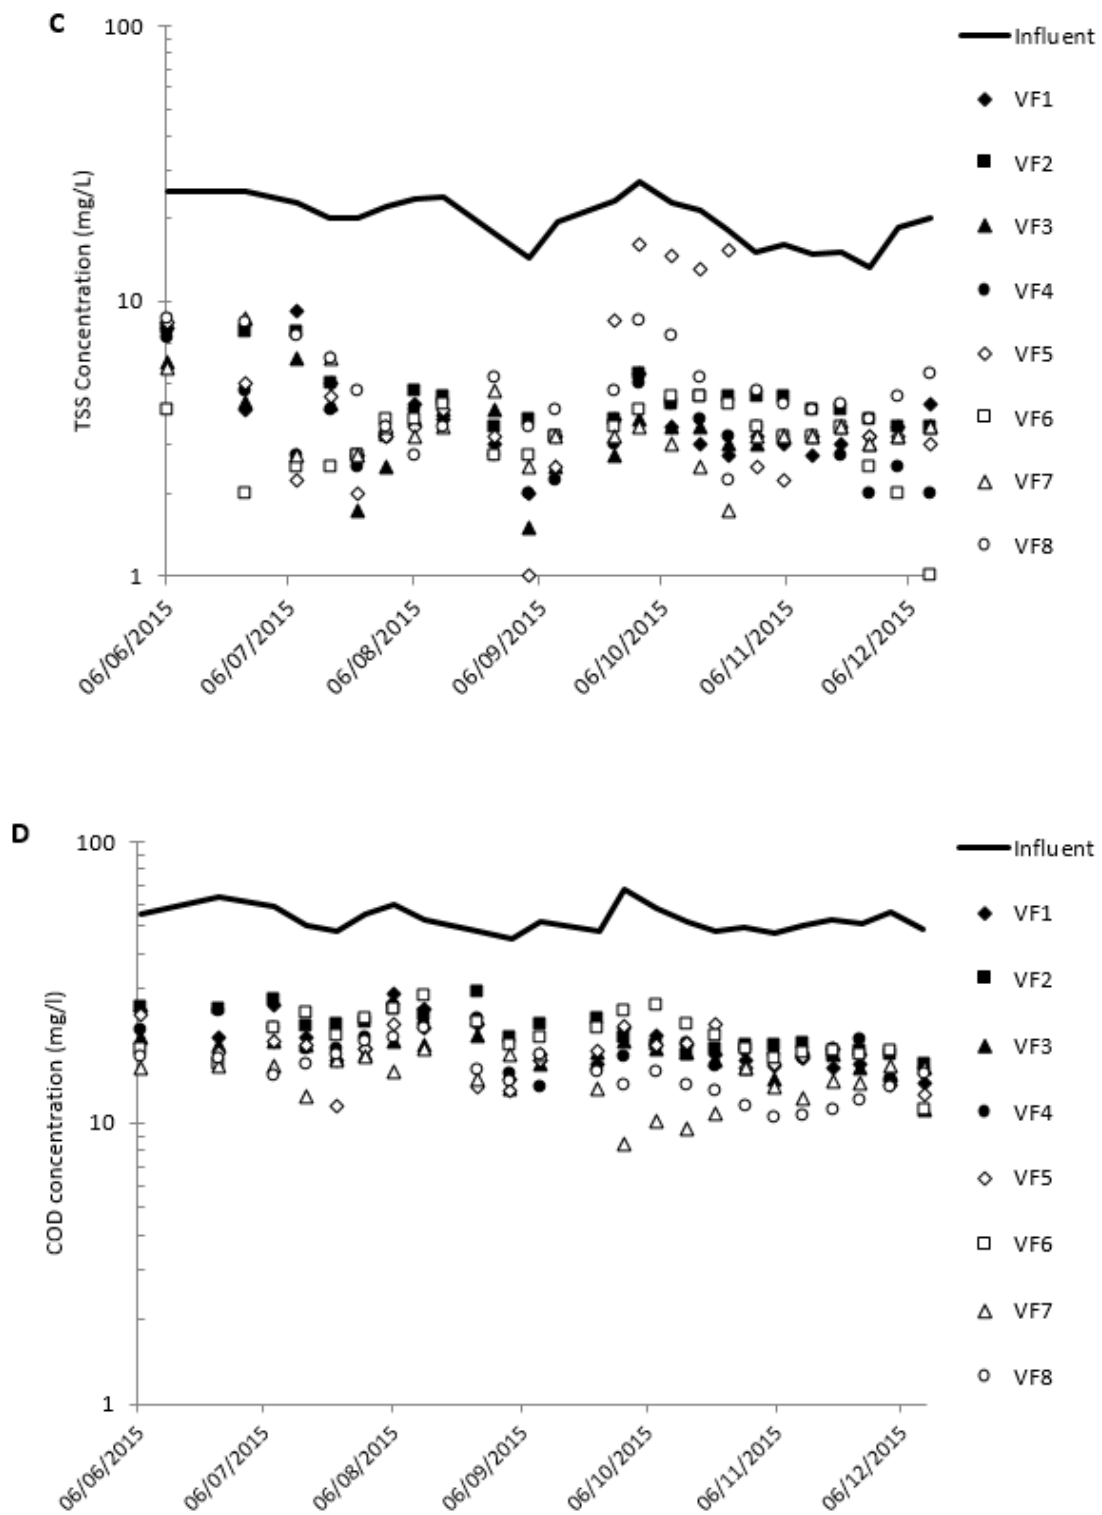 C
100
10
1
TSS Concentration (mg/L)
06/06/2015
06/07/2015
06/08/2015
06/09/2015
06/10/2015
06/11/2015
06/12/2015
Influent
VF1
VF2
VF3
VF4
VF5
VF6
VF7
VF8
D
100
10
1
COD concentration (mg/l)
06/06/2015
06/07/2015
06/08/2015
06/09/2015
06/10/2015
06/11/2015
06/12/2015
Influent
VF1
VF2
VF3
VF4
VF5
VF6
VF7
VF8